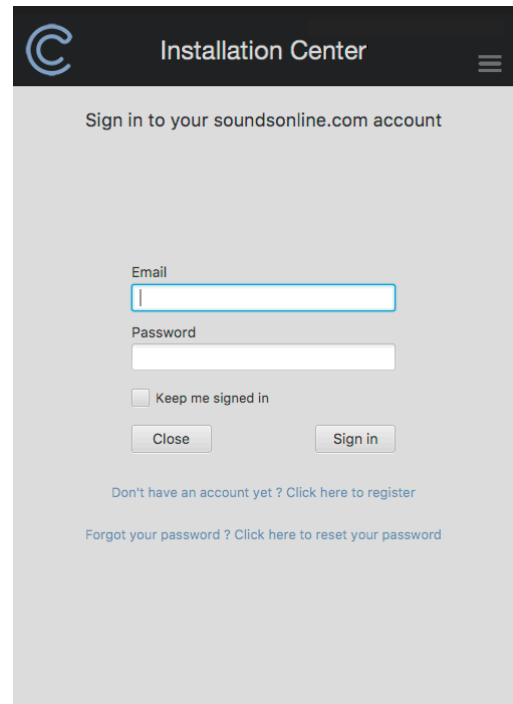 Installation Center
Sign in to your soundsonline.com account
Email
Password
Keep me signed in
Close
Sign in
Don't have an account yet ? Click here to register
Forgot your password ? Click here to reset your password